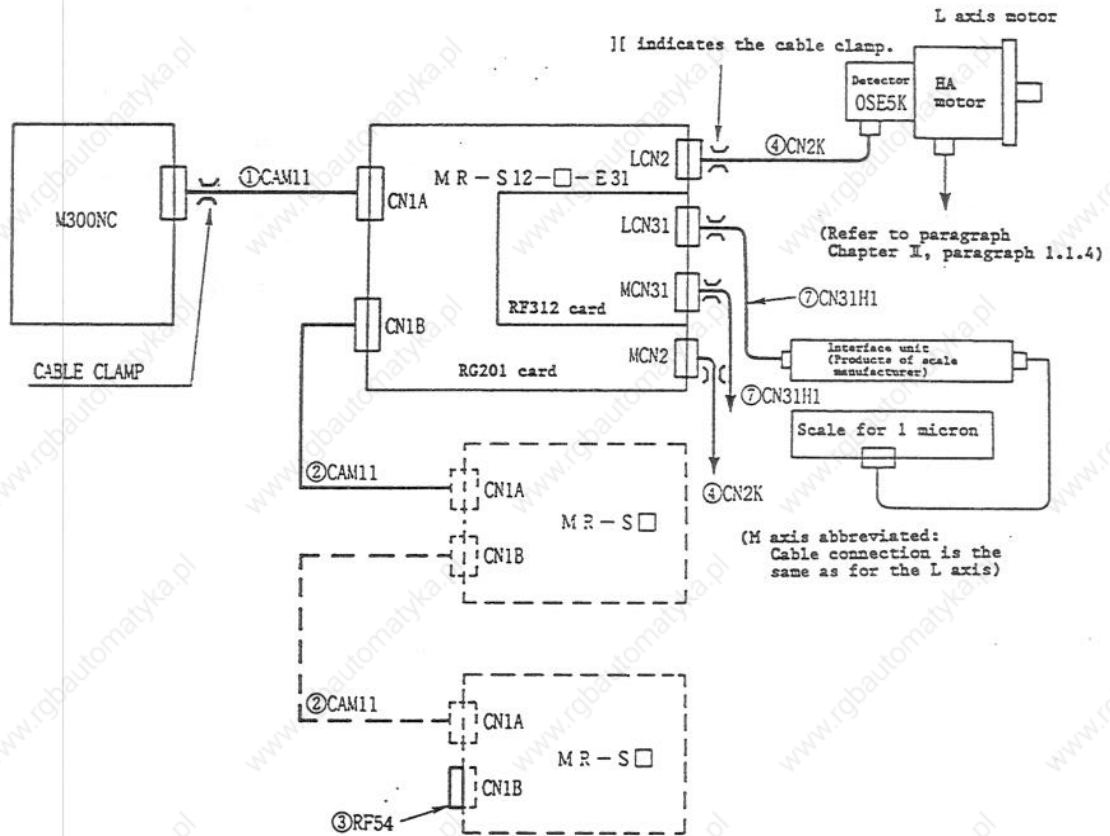 L axis motor
][ indicates the cable clamp.
Detector
OSE5K
HA
motor
M300NC
①CAM11
CABLE CLAMP
CN1A
CN1B
MR-S12-□-E31
LCN2
LCN31
MCN31
MCN2
RF312 card
RG201 card
④CN2K
(Refer to paragraph
Chapter II, paragraph 1.1.4)
⑦CN31H1
Interface unit
(Products of scale
manufacturer)
⑦CN31H1
Scale for 1 micron
④CN2K
(M axis abbreviated:
Cable connection is the
same as for the L axis)
②CAM11
CN1A
MR-S□
CN1B
②CAM11
CN1A
MR-S□
CN1B
③RF54
www.rgbautomatyka.pl